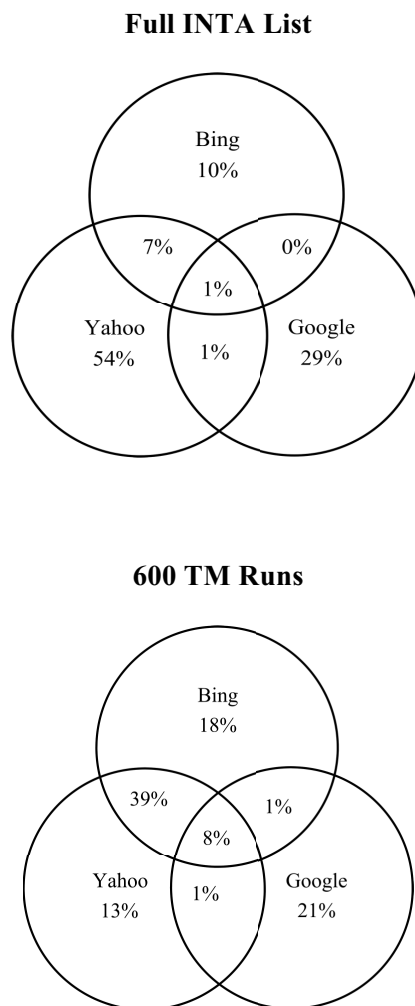 Full INTA List
Bing
10%
7%
0%
1%
Yahoo
54%
1%
Google
29%
600 TM Runs
Bing
18%
39%
1%
8%
Yahoo
13%
1%
Google
21%